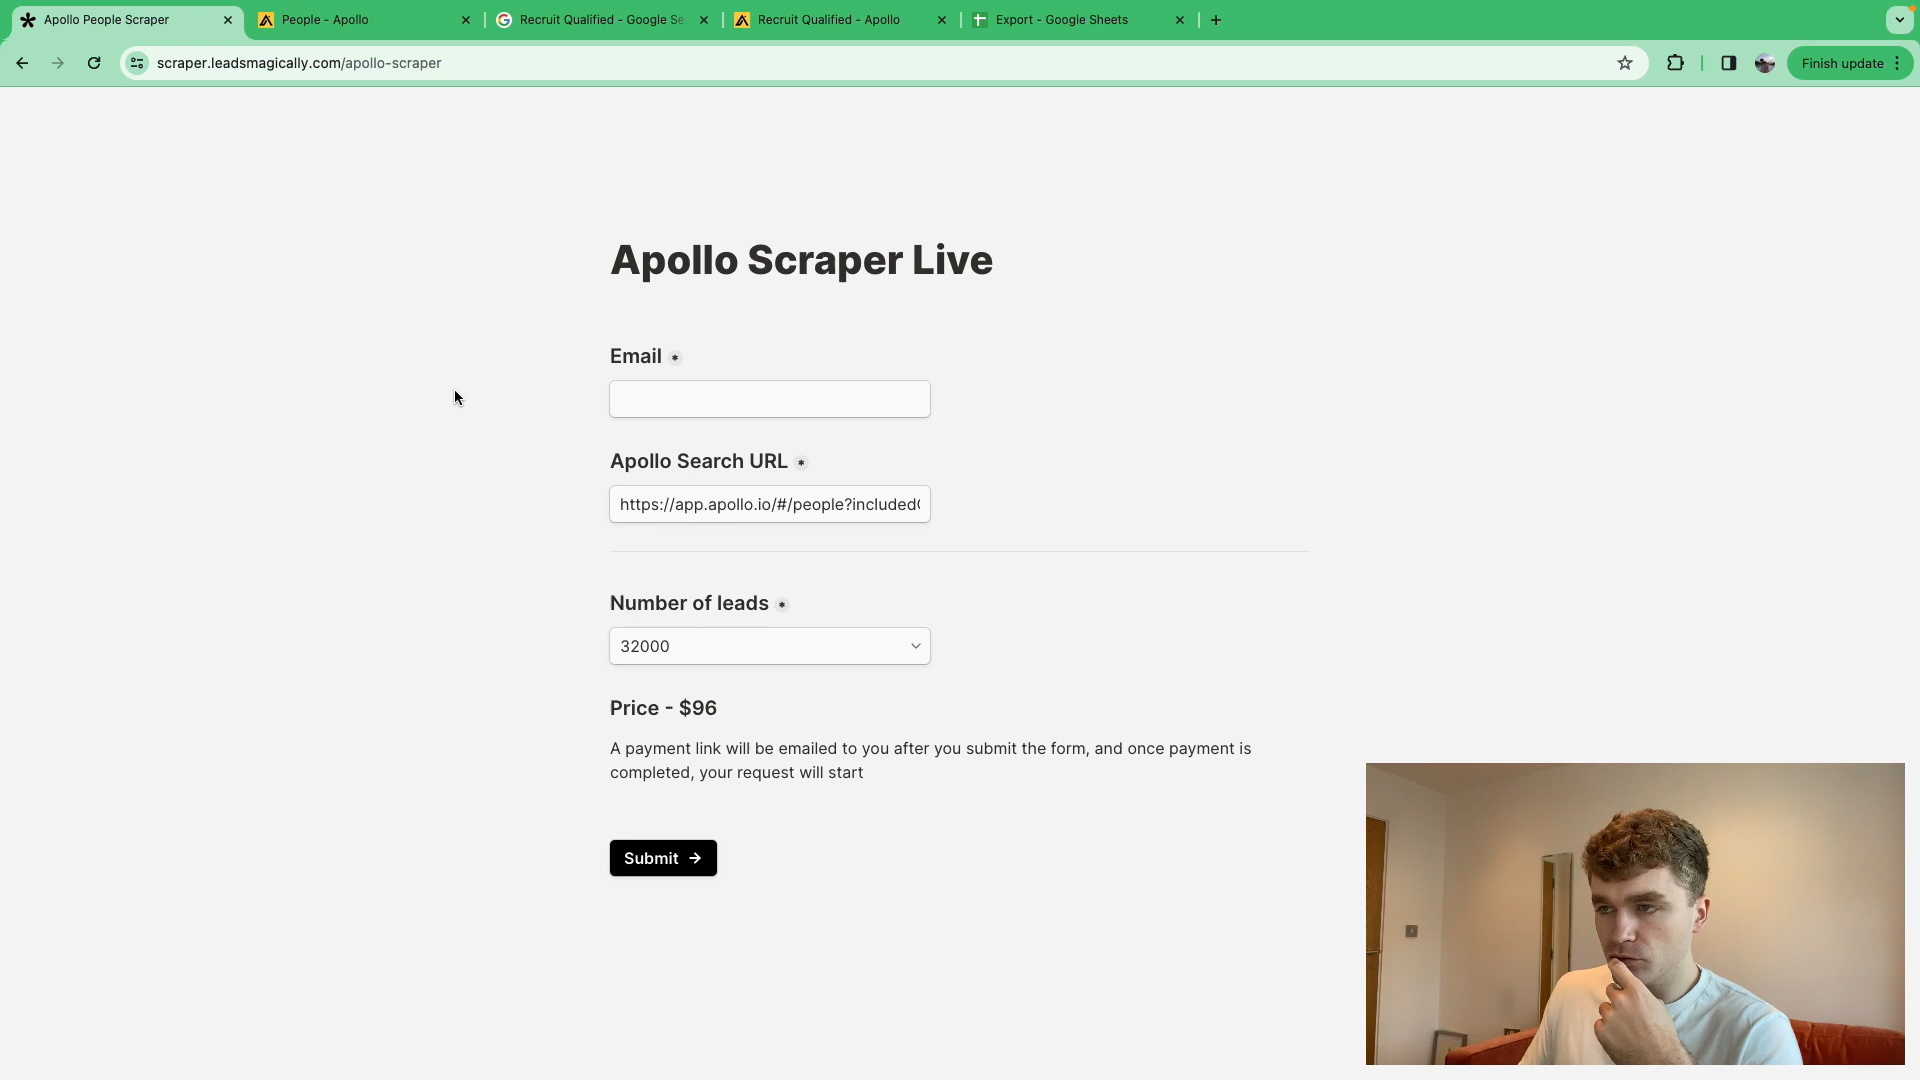 Apollo People Scraper
People - Apollo
Recruit Qualified - Google Se
Recruit Qualified - Apollo
Export - Google Sheets
scraper.leadsmagically.com/apollo-scraper
Finish update
Apollo Scraper Live
Email *
Apollo Search URL *
https://app.apollo.io/#/people?included
Number of leads *
32000
Price - $96
A payment link will be emailed to you after you submit the form, and once payment is
completed, your request will start
Submit →